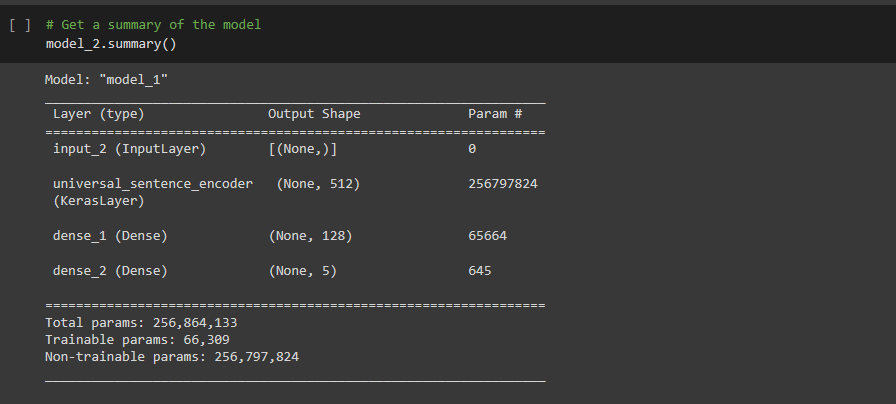 [ ] # Get a summary of the model
model_2.summary()
Model: "model_1"
_________________________________________________________________
Layer (type) Output Shape Param #
=================================================================
input_2 (InputLayer) [(None,)] 0
universal_sentence_encoder (None, 512) 256797824
(KerasLayer)
dense_1 (Dense) (None, 128) 65664
dense_2 (Dense) (None, 5) 645
=================================================================
Total params: 256,864,133
Trainable params: 66,309
Non-trainable params: 256,797,824
_________________________________________________________________